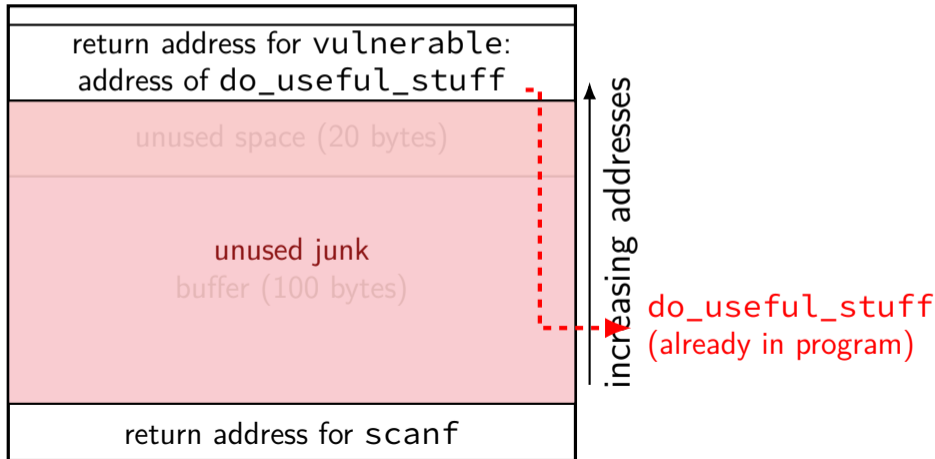 return address for vulnerable:
address of do_useful_stuff
unused space (20 bytes)
unused junk
buffer (100 bytes)
return address for scanf
increasing addresses
do_useful_stuff
(already in program)